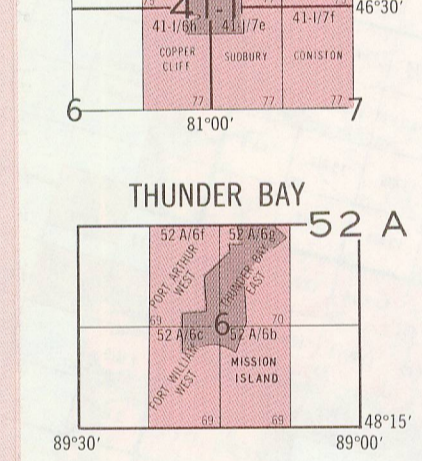 46°30'
41-I/6h 41-I/7e 41-I/7f
COPPER
CLIFF
SUDBURY
CONISTON
77 77 77
6 7
81°00'
THUNDER BAY
52 A
52 A/6f 52 A/6g
PORT ARTHUR
WEST
THUNDER BAY
EAST
69 70
6
52 A/6c 52 A/6b
FORT WILLIAM
WEST
MISSION
ISLAND
69 69
48°15'
89°30' 89°00'